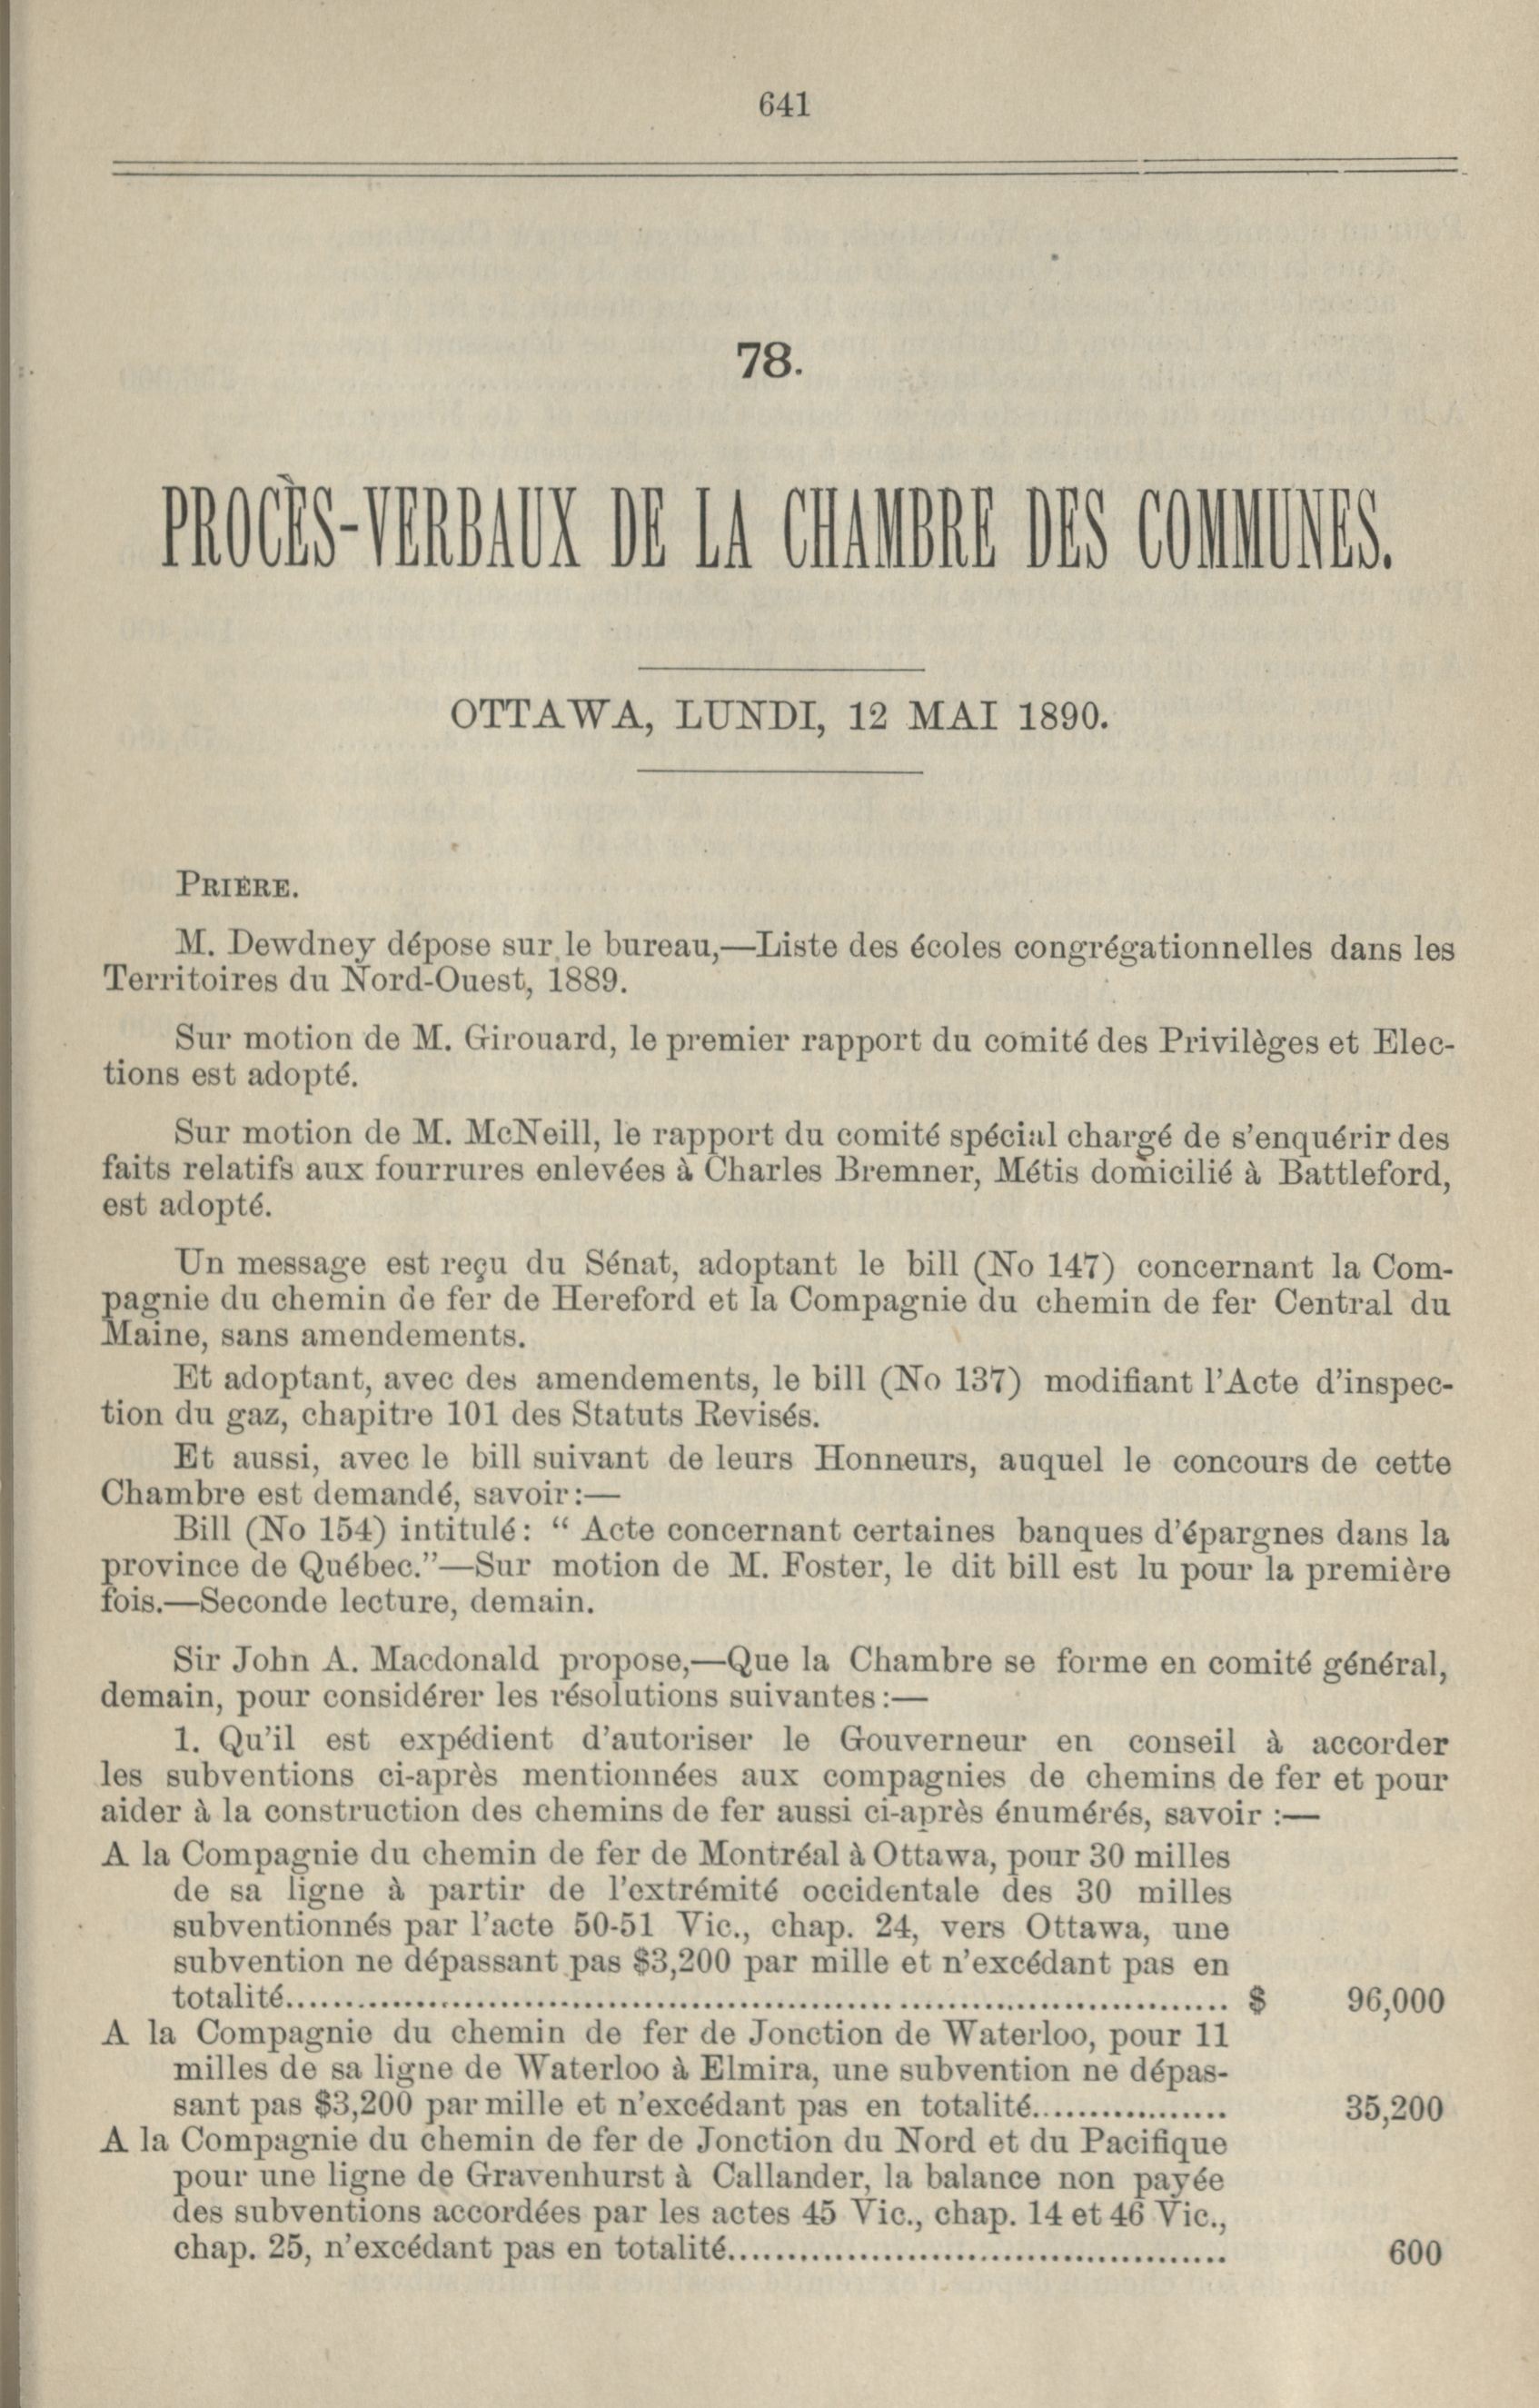 641
78.
PROCÈS-VERBAUX DE LA CHAMBRE DES COMMUNES.
OTTAWA, LUNDI, 12 MAI 1890.
PRIERE.
M. Dewdney dépose sur le bureau,—Liste des écoles congrégationnelles dans les
Territoires du Nord-Ouest, 1889.
Sur motion de M. Girouard, le premier rapport du comité des Privilèges et Elec-
tions est adopté.
Sur motion de M. McNeill, le rapport du comité spécial chargé de s'enquérir des
faits relatifs aux fourrures enlevées à Charles Bremner, Métis domicilié à Battleford,
est adopté.
Un message est reçu du Sénat, adoptant le bill (No 147) concernant la Com-
pagnie du chemin de fer de Hereford et la Compagnie du chemin de fer Central du
Maine, sans amendements.
Et adoptant, avec des amendements, le bill (No 137) modifiant l'Acte d'inspec-
tion du gaz, chapitre 101 des Statuts Revisés.
Et aussi, avec le bill suivant de leurs Honneurs, auquel le concours de cette
Chambre est demandé, savoir:—
Bill (No 154) intitulé: “ Acte concernant certaines banques d'épargnes dans la
province de Québec.”—Sur motion de M. Foster, le dit bill est lu pour la première
fois.—Seconde lecture, demain.
Sir John A. Macdonald propose,—Que la Chambre se forme en comité général,
demain, pour considérer les résolutions suivantes:—
1. Qu'il est expédient d'autoriser le Gouverneur en conseil à accorder
les subventions ci-après mentionnées aux compagnies de chemins de fer et pour
aider à la construction des chemins de fer aussi ci-après énumérés, savoir :—
A la Compagnie du chemin de fer de Montréal à Ottawa, pour 30 milles
de sa ligne à partir de l'extrémité occidentale des 30 milles
subventionnés par l'acte 50-51 Vic., chap. 24, vers Ottawa, une
subvention ne dépassant pas $3,200 par mille et n'excédant pas en
totalité.................................................. $ 96,000
A la Compagnie du chemin de fer de Jonction de Waterloo, pour 11
milles de sa ligne de Waterloo à Elmira, une subvention ne dépas-
sant pas $3,200 par mille et n'excédant pas en totalité.................. 35,200
A la Compagnie du chemin de fer de Jonction du Nord et du Pacifique
pour une ligne de Gravenhurst à Callander, la balance non payée
des subventions accordées par les actes 45 Vic., chap. 14 et 46 Vic.,
chap. 25, n'excédant pas en totalité............................................ 600